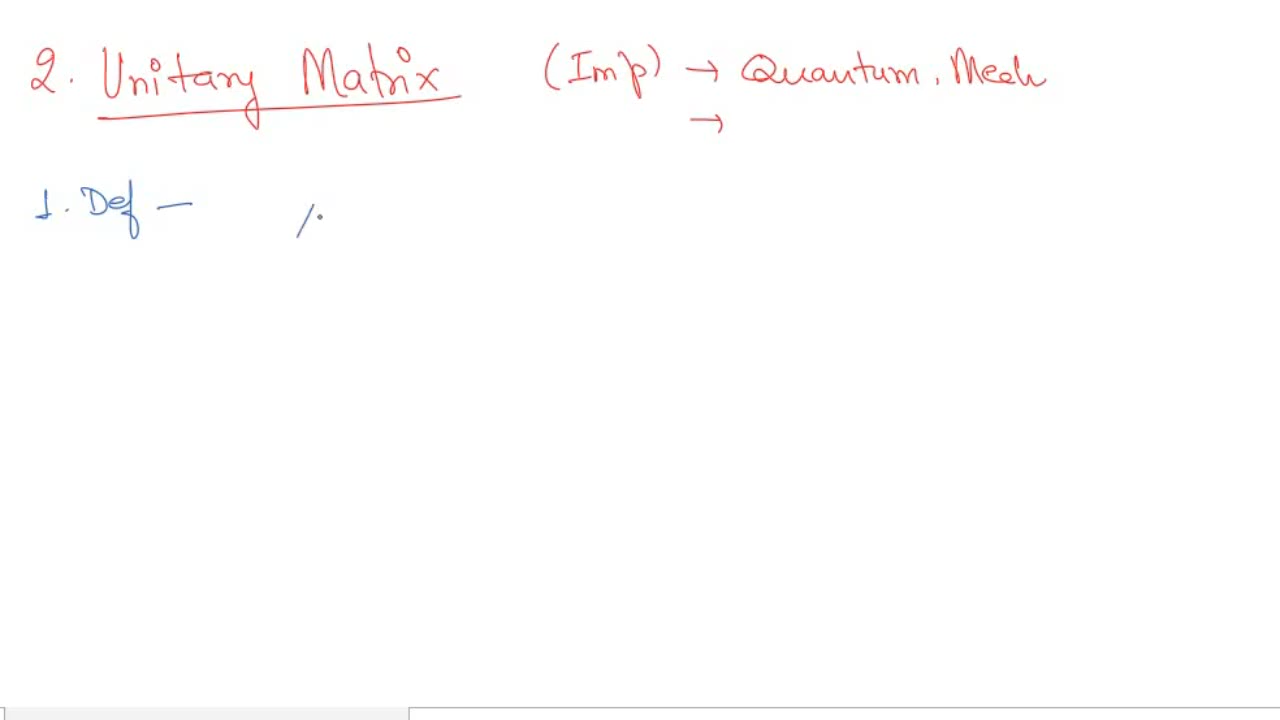 2. Unitary Matrix (Imp) → Quantum. Mech
→
1. Def —